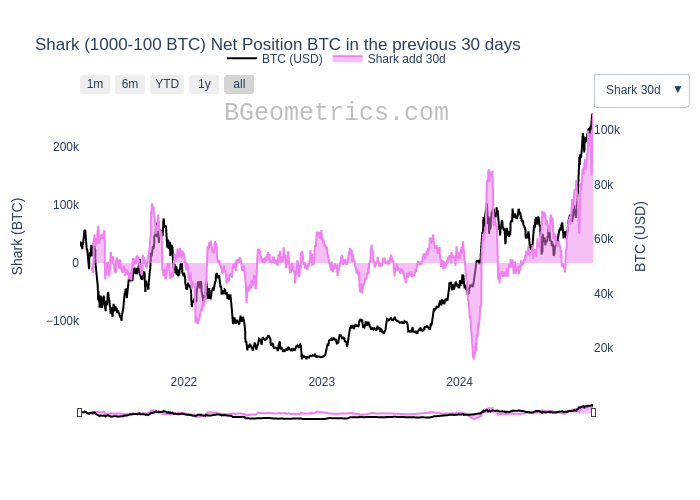 Shark (1000-100 BTC) Net Position BTC in the previous 30 days
BTC (USD) Shark add 30d
1m 6m YTD 1y all
Shark 30d ▼
BGeometrics.com
200k
100k
0
−100k
Shark (BTC)
100k
80k
60k
40k
20k
BTC (USD)
2022 2023 2024